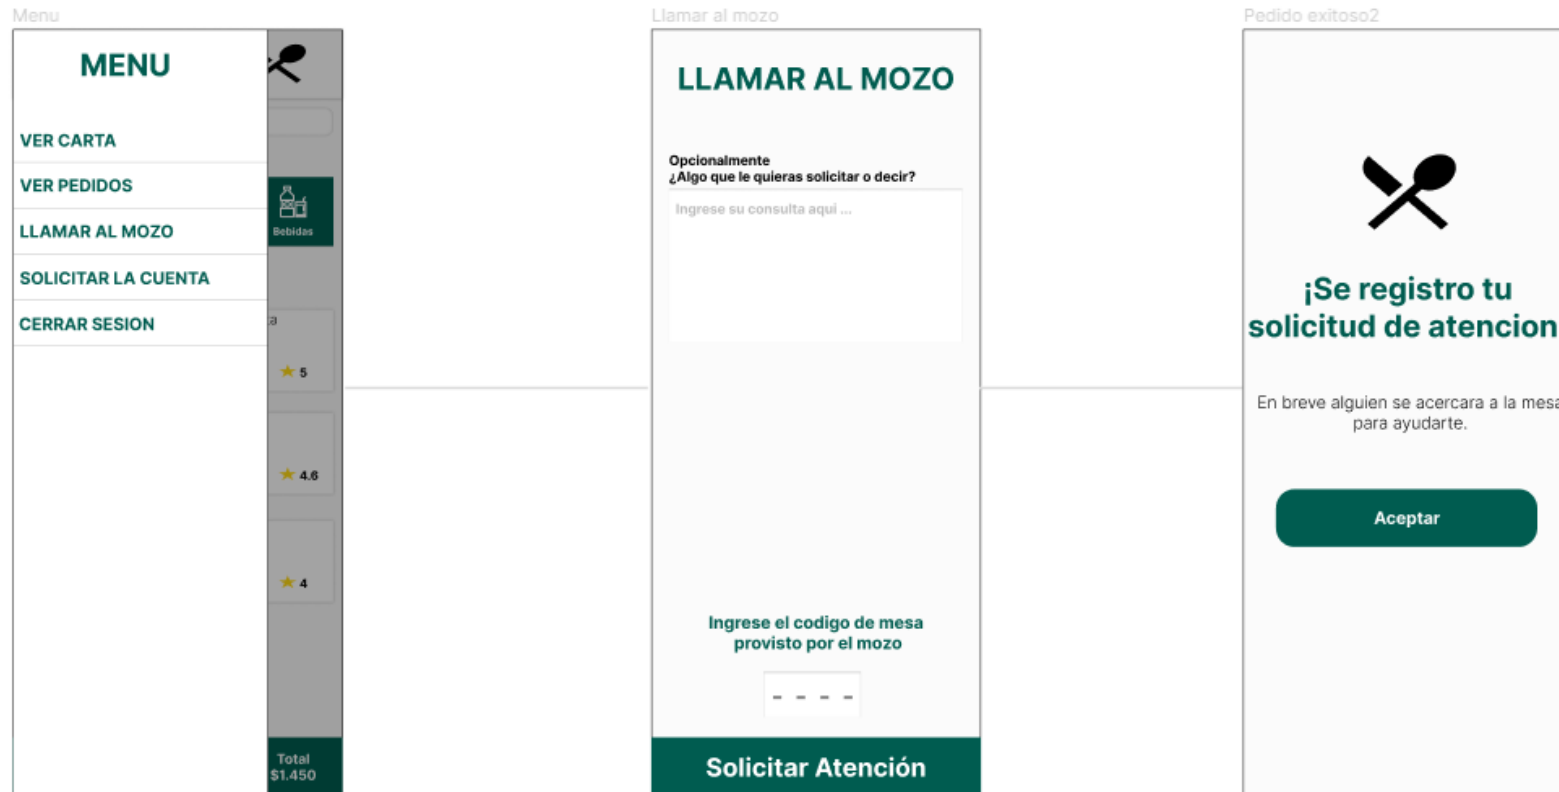 Menu
MENU
VER CARTA
VER PEDIDOS
LLAMAR AL MOZO
SOLICITAR LA CUENTA
CERRAR SESION
Bebidas
5
4.6
4
Total
$1.450
Llamar al mozo
LLAMAR AL MOZO
Opcionalmente
¿Algo que le quieras solicitar o decir?
Ingrese su consulta aqui ...
Ingrese el codigo de mesa
provisto por el mozo
- - - -
Solicitar Atención
Pedido exitoso2
¡Se registro tu
solicitud de atencion
En breve alguien se acercara a la mesa
para ayudarte.
Aceptar